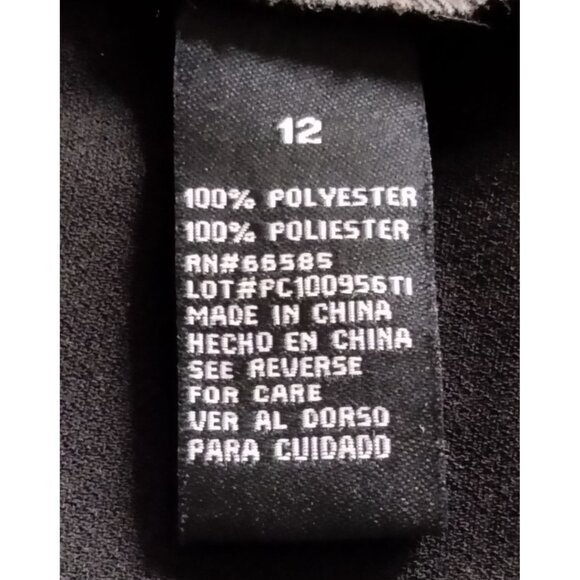 12
100% POLYESTER
100% POLIESTER
RN#66585
LOT#PC100956TI
MADE IN CHINA
HECHO EN CHINA
SEE REVERSE
FOR CARE
VER AL DORSO
PARA CUIDADO